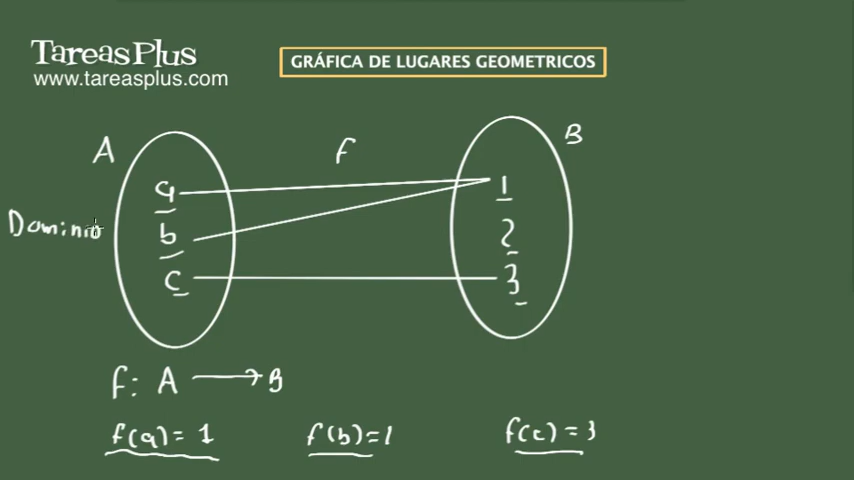 TareasPlus
www.tareasplus.com
GRÁFICA DE LUGARES GEOMETRICOS
A
f
B
a
1
Dominio
b
2
c
3
f: A → B
f(a) = 1
f(b) = 1
f(c) = 3